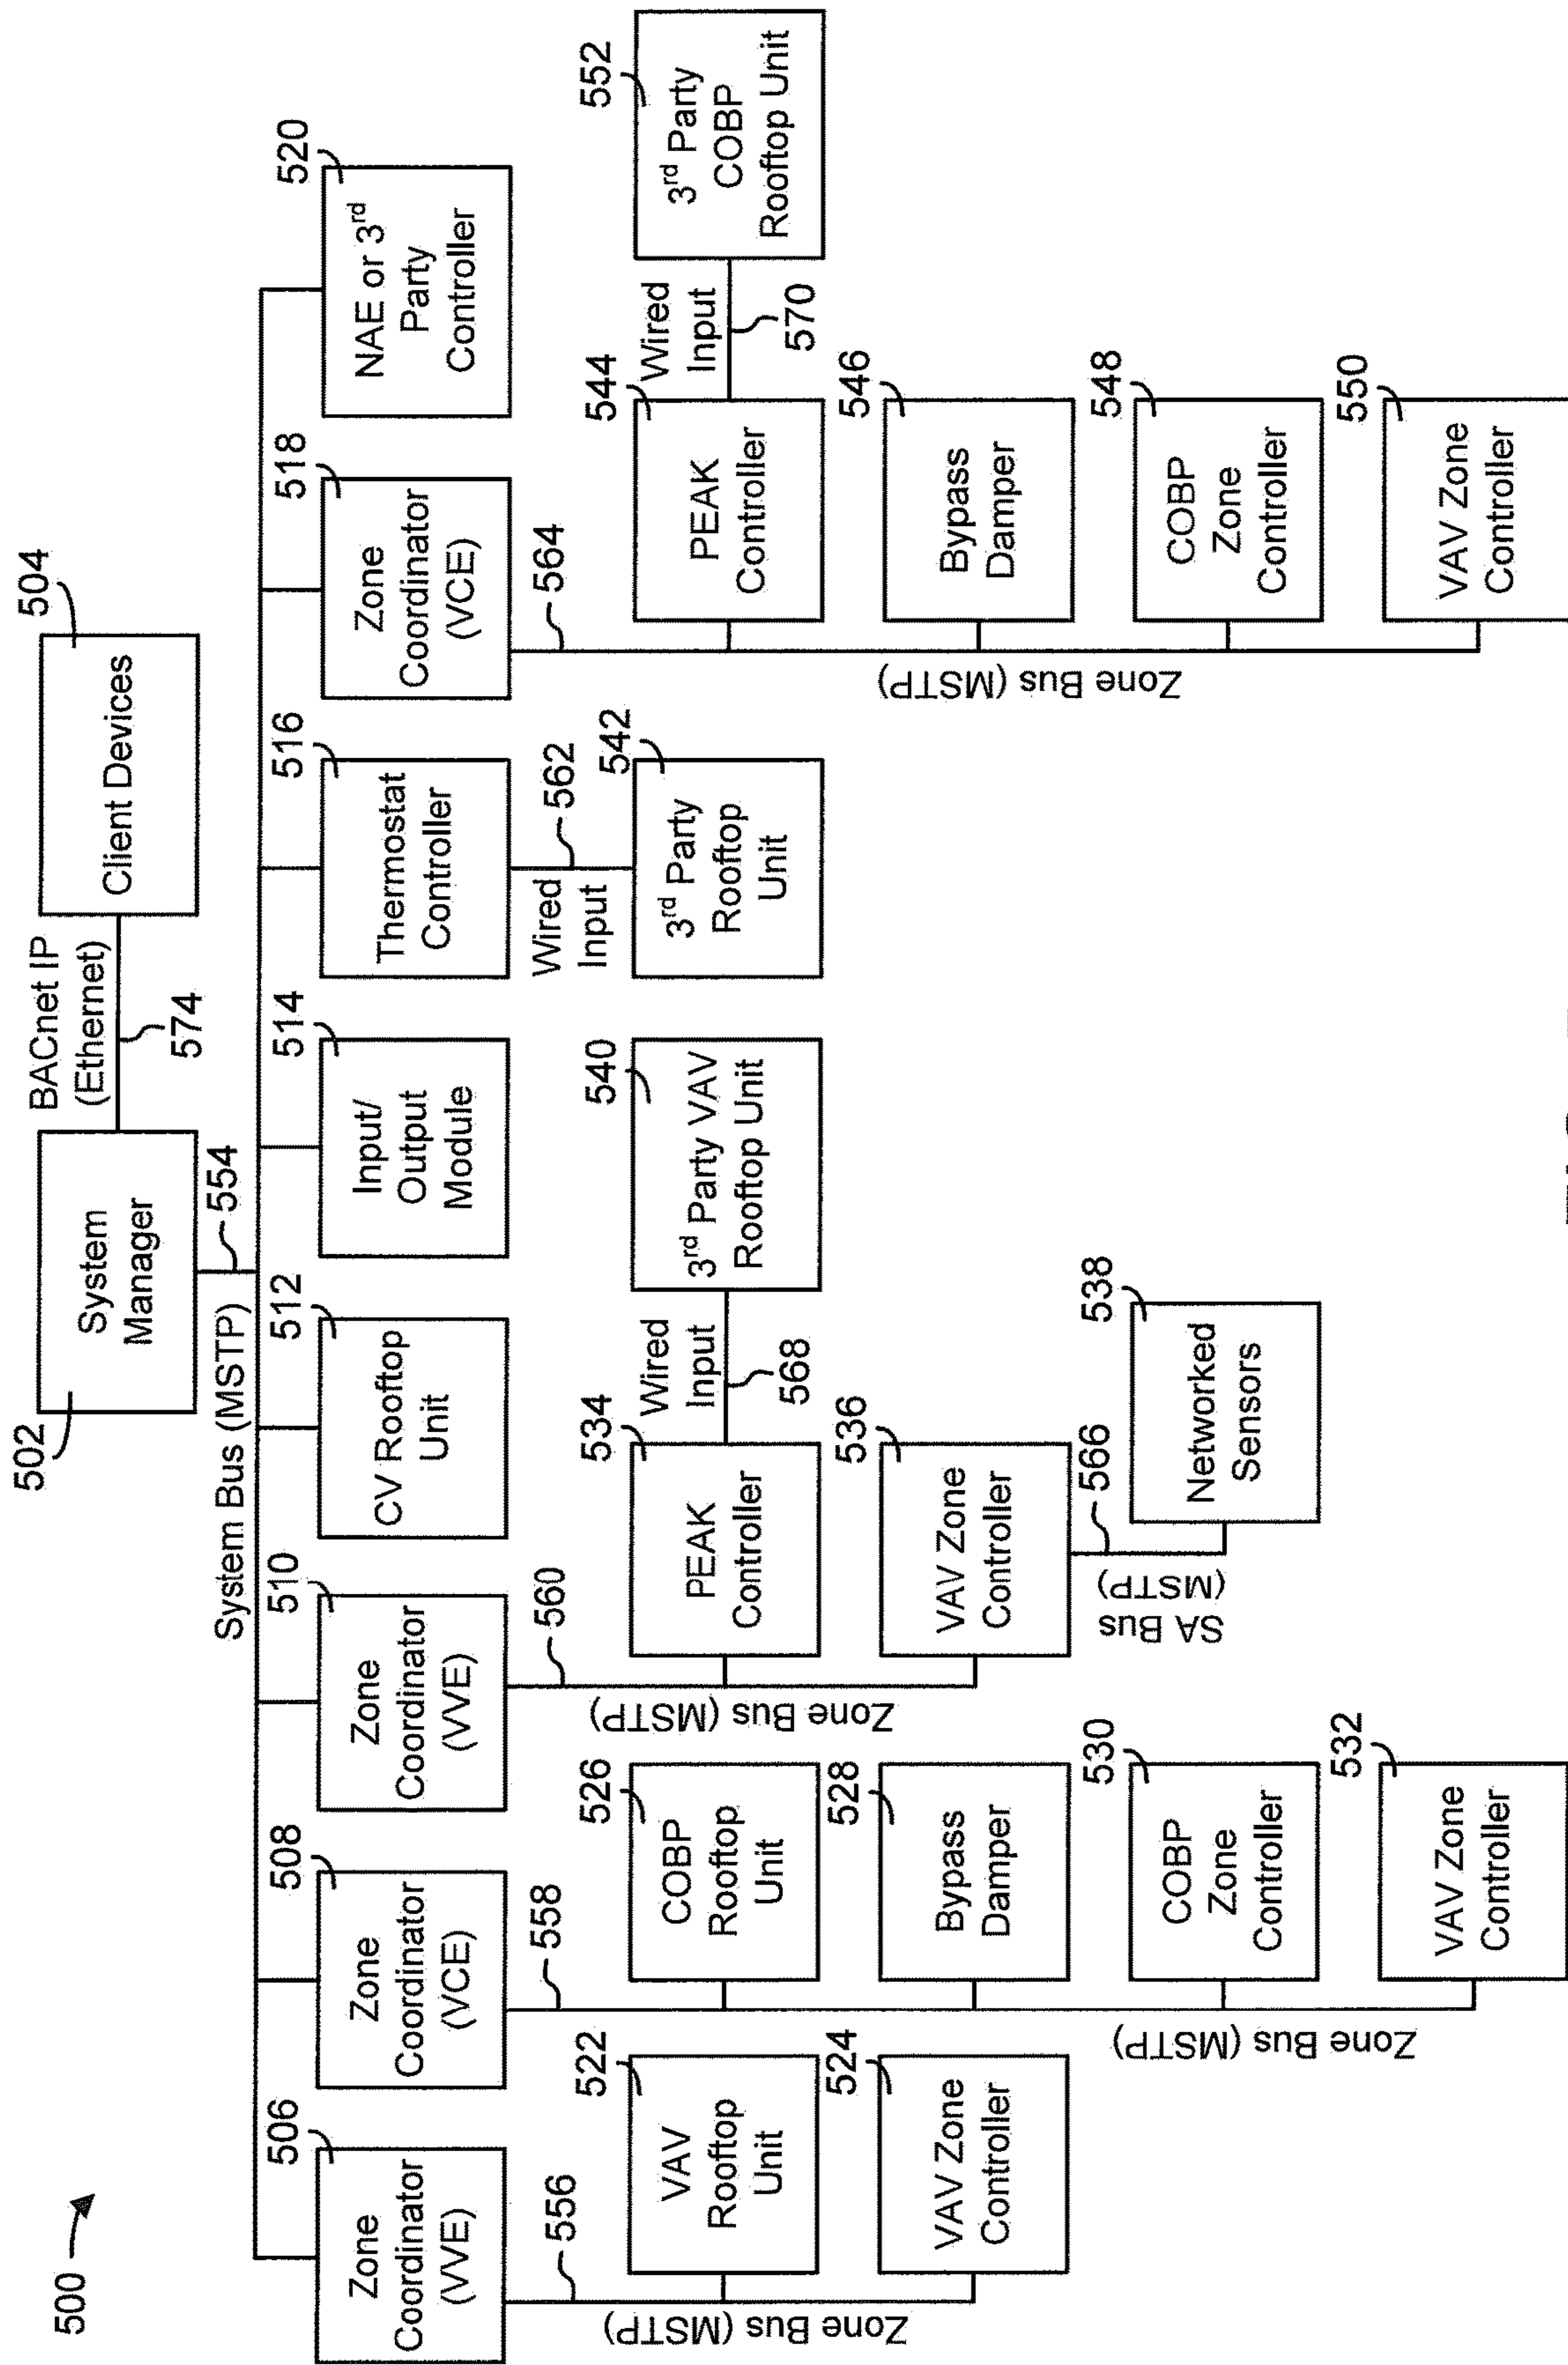 500
502
System
Manager
BACnet IP
(Ethernet)
574
504
Client Devices
554
System Bus (MSTP)
506
Zone
Coordinator
(VVE)
508
Zone
Coordinator
(VCE)
510
Zone
Coordinator
(VVE)
512
CV Rooftop
Unit
514
Input/
Output
Module
516
Thermostat
Controller
518
Zone
Coordinator
(VCE)
520
NAE or 3rd
Party
Controller
556
Zone Bus (MSTP)
522
VAV
Rooftop
Unit
524
VAV Zone
Controller
558
Zone Bus (MSTP)
526
COBP
Rooftop
Unit
528
Bypass
Damper
530
COBP
Zone
Controller
532
VAV Zone
Controller
560
Zone Bus (MSTP)
534
PEAK
Controller
Wired
Input
568
540
3rd Party VAV
Rooftop Unit
536
VAV Zone
Controller
566
SA Bus
(MSTP)
538
Networked
Sensors
Wired
Input
562
542
3rd Party
Rooftop
Unit
564
Zone Bus (MSTP)
544
PEAK
Controller
Wired
Input
570
552
3rd Party
COBP
Rooftop Unit
546
Bypass
Damper
548
COBP
Zone
Controller
550
VAV Zone
Controller